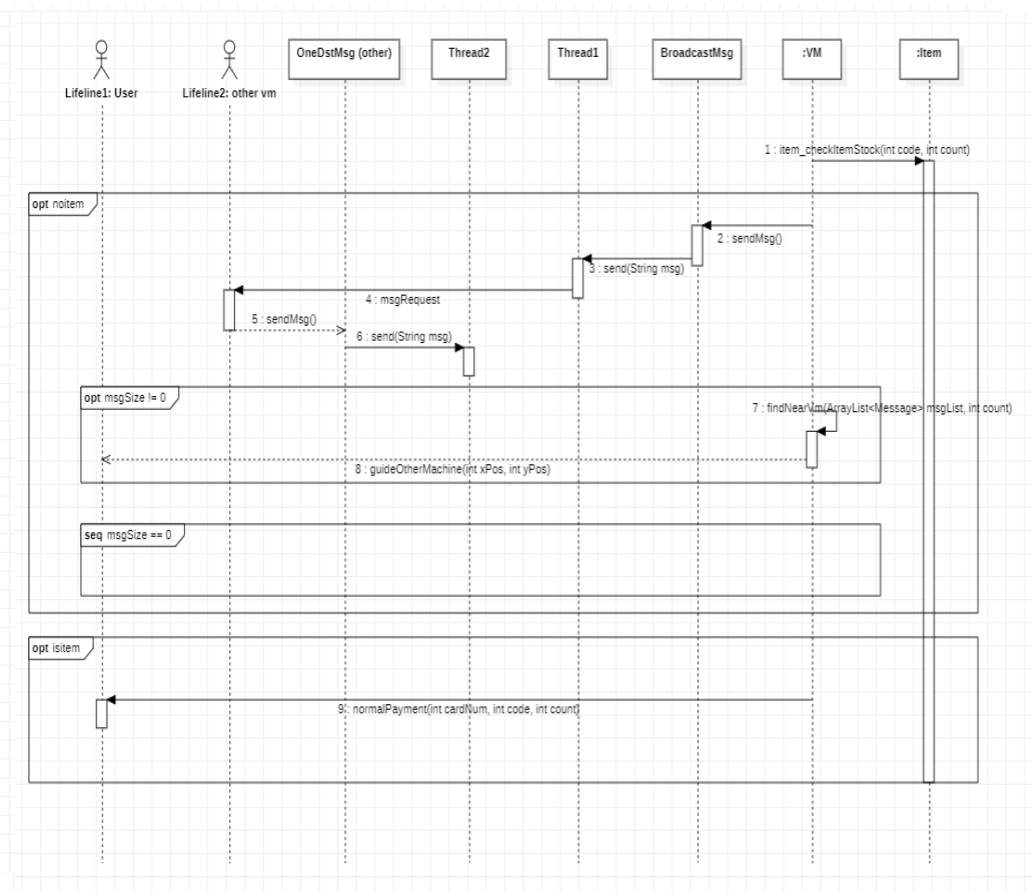 OneDstMsg (other)
Thread2
Thread1
BroadcastMsg
:VM
:Item
Lifeline1: User
Lifeline2: other vm
1 : item_checkItemStock(int code, int count)
opt noitem
2 : sendMsg()
3 : send(String msg)
4 : msgRequest
5 : sendMsg()
6 : send(String msg)
opt msgSize != 0
7 : findNearVm(ArrayList<Message> msgList, int count)
8 : guideOtherMachine(int xPos, int yPos)
seq msgSize == 0
opt isitem
9 : normalPayment(int cardNum, int code, int count)